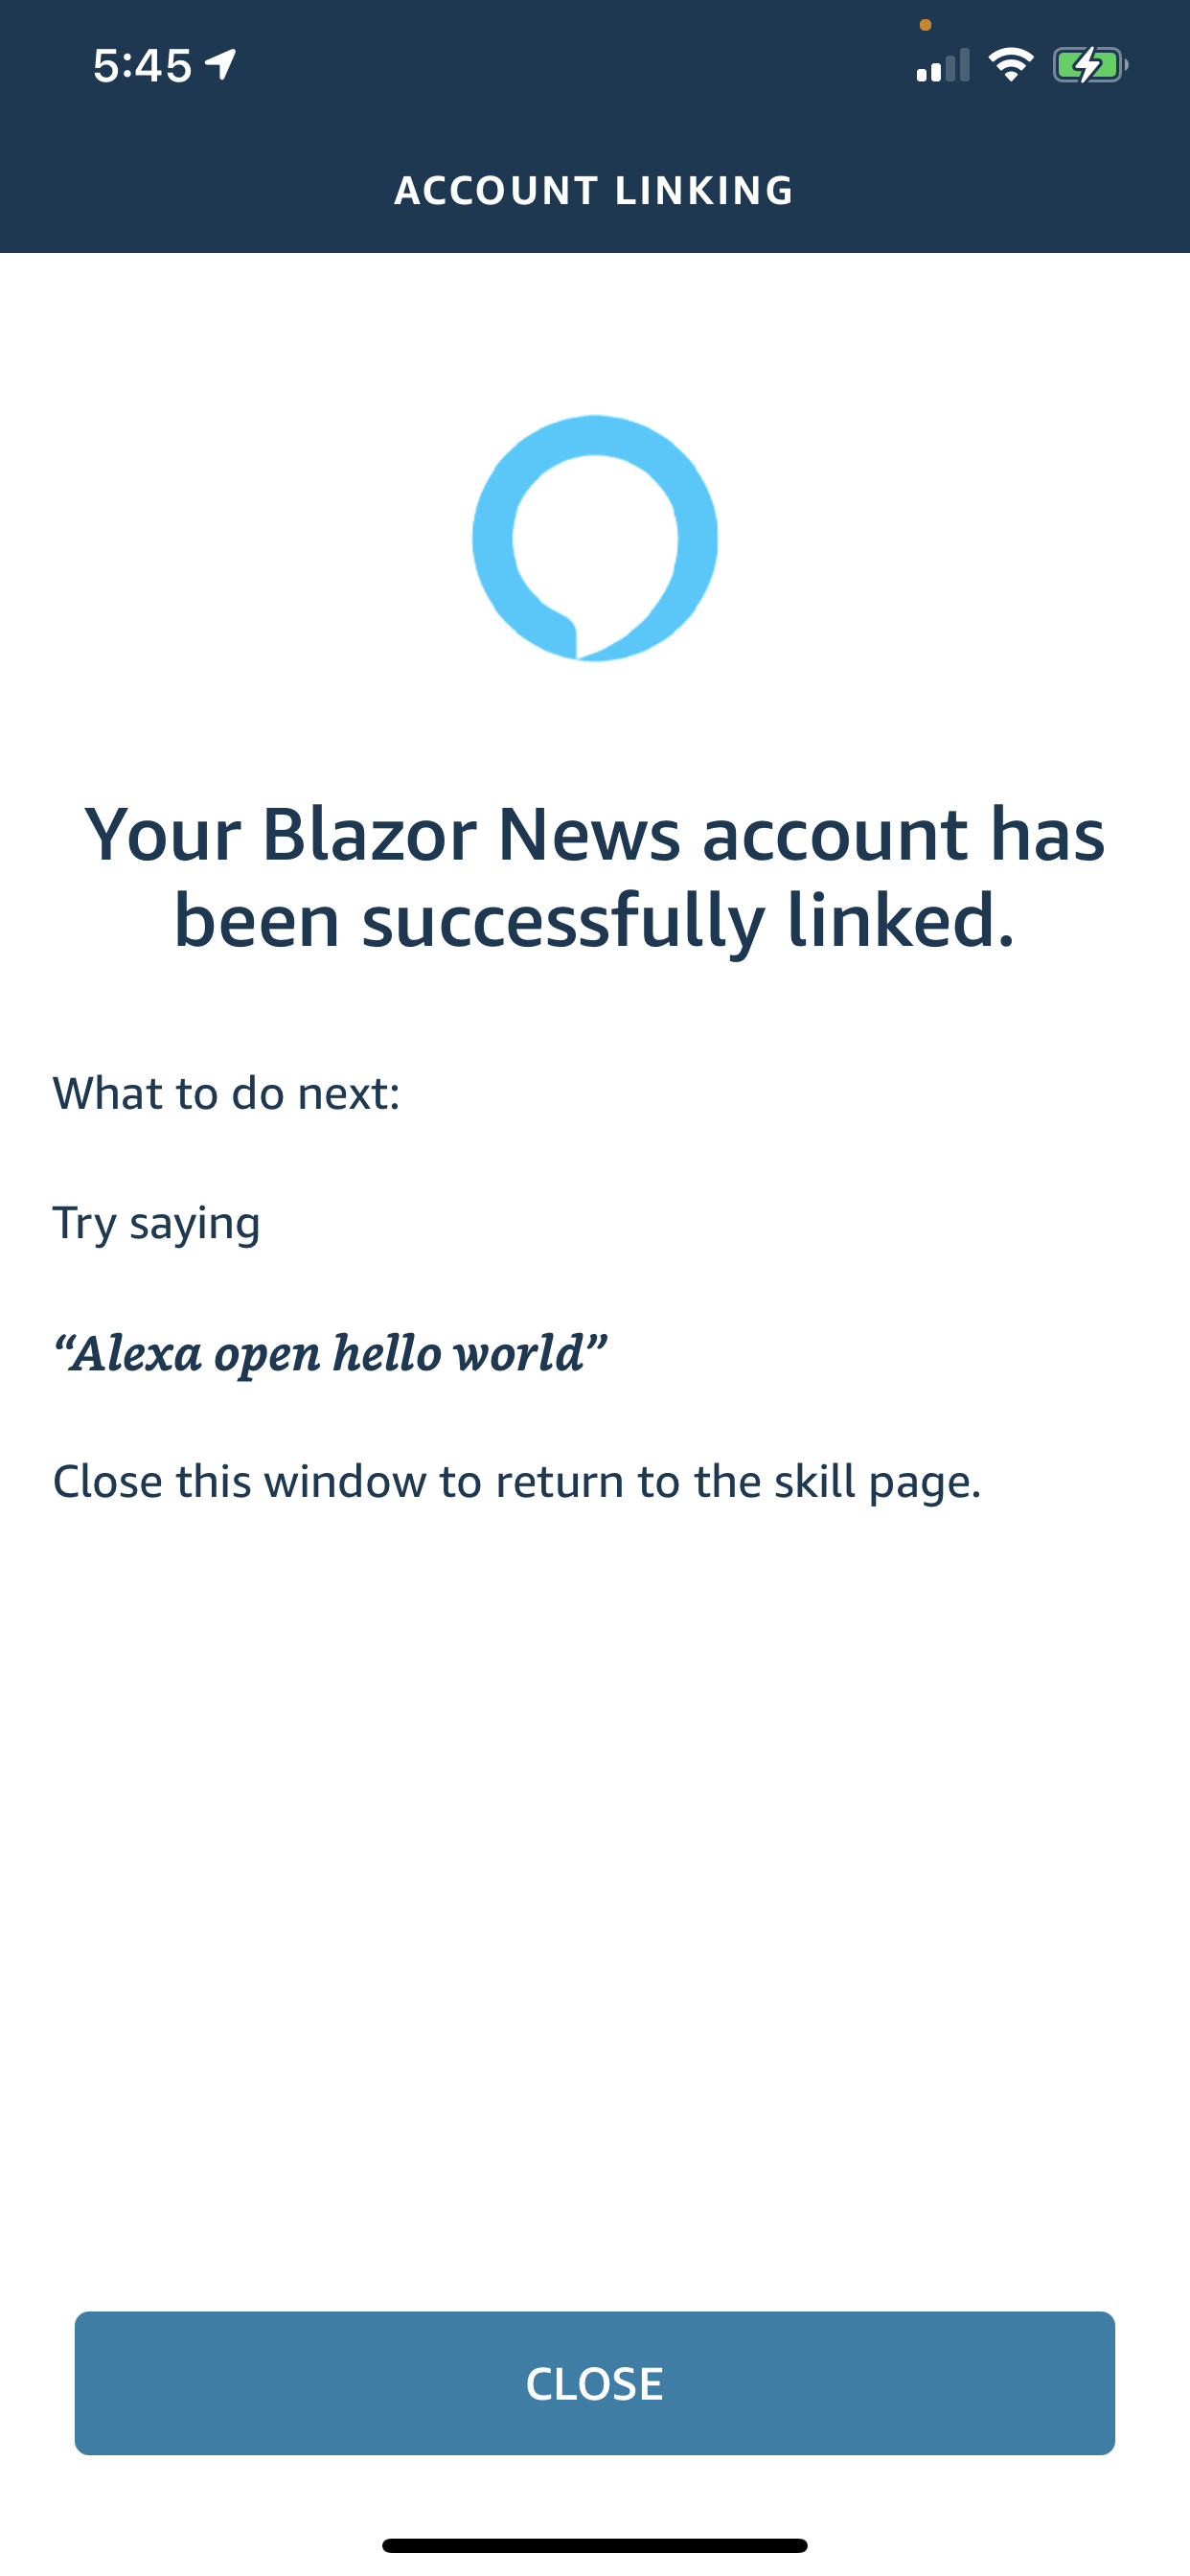 5:45
ACCOUNT LINKING
Your Blazor News account has
been successfully linked.
What to do next:
Try saying
“Alexa open hello world”
Close this window to return to the skill page.
CLOSE